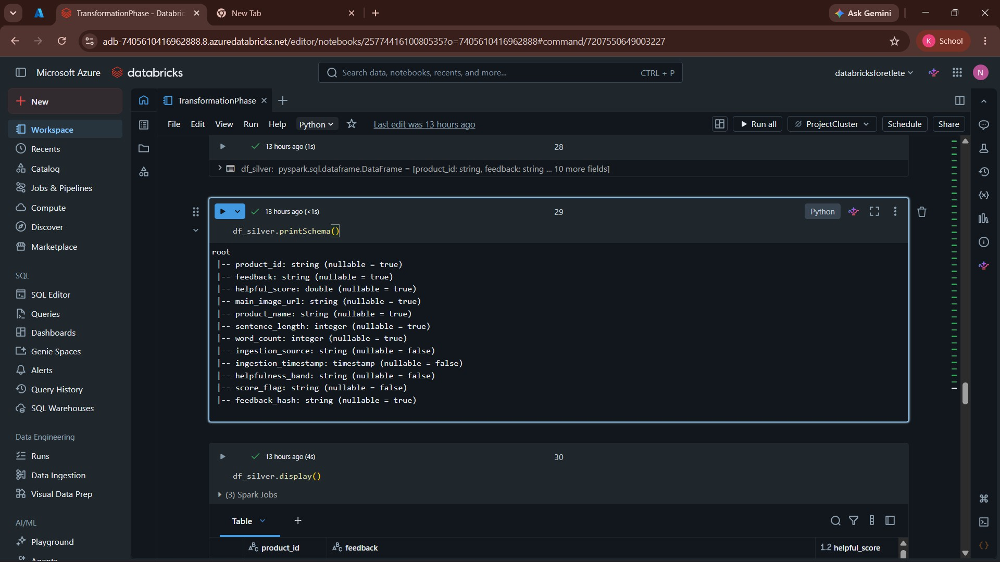 TransformationPhase - Databric
New Tab
Ask Gemini
adb-7405610416962888.8.azuredatabricks.net/editor/notebooks/2577441610080535?o=7405610416962888#command/7207550649003227
K School
Microsoft Azure databricks
Search data, notebooks, recents, and more... CTRL + P
databricksforetlete
N
New
Workspace
Recents
Catalog
Jobs & Pipelines
Compute
Discover
Marketplace
SQL
SQL Editor
Queries
Dashboards
Genie Spaces
Alerts
Query History
SQL Warehouses
Data Engineering
Runs
Data Ingestion
Visual Data Prep
AI/ML
Playground
Agents
TransformationPhase
File Edit View Run Help Python Last edit was 13 hours ago
Run all ProjectCluster Schedule Share
13 hours ago (1s) 28
df_silver: pyspark.sql.dataframe.DataFrame = [product_id: string, feedback: string ... 10 more fields]
13 hours ago (<1s) 29 Python
df_silver.printSchema()
root
|-- product_id: string (nullable = true)
|-- feedback: string (nullable = true)
|-- helpful_score: double (nullable = true)
|-- main_image_url: string (nullable = true)
|-- product_name: string (nullable = true)
|-- sentence_length: integer (nullable = true)
|-- word_count: integer (nullable = true)
|-- ingestion_source: string (nullable = false)
|-- ingestion_timestamp: timestamp (nullable = false)
|-- helpfulness_band: string (nullable = false)
|-- score_flag: string (nullable = false)
|-- feedback_hash: string (nullable = true)
13 hours ago (4s) 30
df_silver.display()
(3) Spark Jobs
Table
ABC product_id ABC feedback 1.2 helpful_score